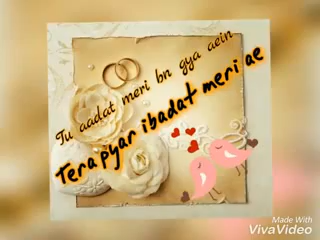 Tu aadat meri bn gya aein
Tera pyar ibadat meri ae
Made With
VivaVideo